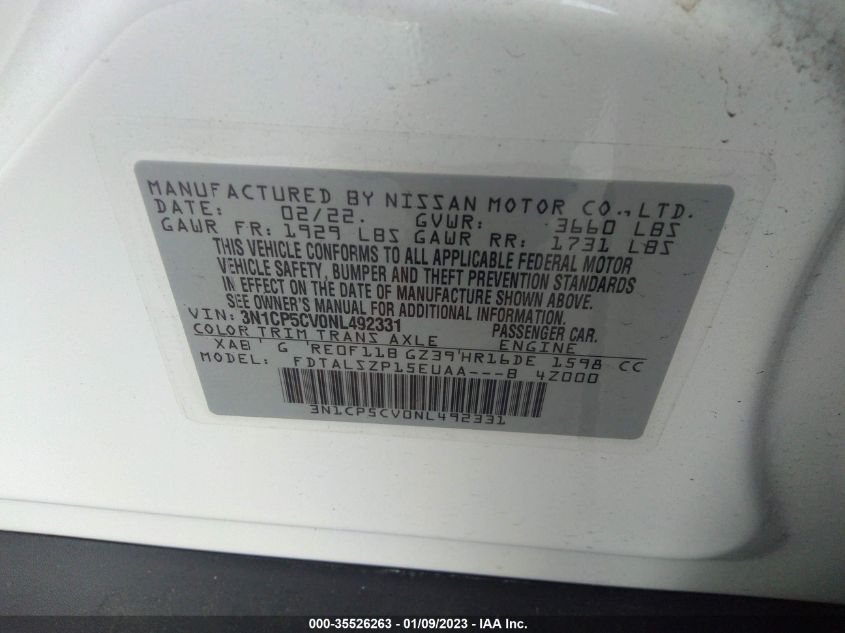 MANUFACTURED BY NISSAN MOTOR CO., LTD.
DATE: 02/22. GVWR: 3660 LBS
GAWR FR: 1929 LBS GAWR RR: 1731 LBS
THIS VEHICLE CONFORMS TO ALL APPLICABLE FEDERAL MOTOR
VEHICLE SAFETY, BUMPER AND THEFT PREVENTION STANDARDS
IN EFFECT ON THE DATE OF MANUFACTURE SHOWN ABOVE.
SEE OWNER'S MANUAL FOR ADDITIONAL INFORMATION.
VIN: 3N1CP5CV0NL492331 PASSENGER CAR.
COLOR TRIM TRANS AXLE ENGINE
XAB' G 'RE0F11B GZ39'HR16DE 1598 CC
MODEL: FDTALSZP15EUAA---B 4Z000
3N1CP5CV0NL492331
000-35526263 - 01/09/2023 - IAA Inc.